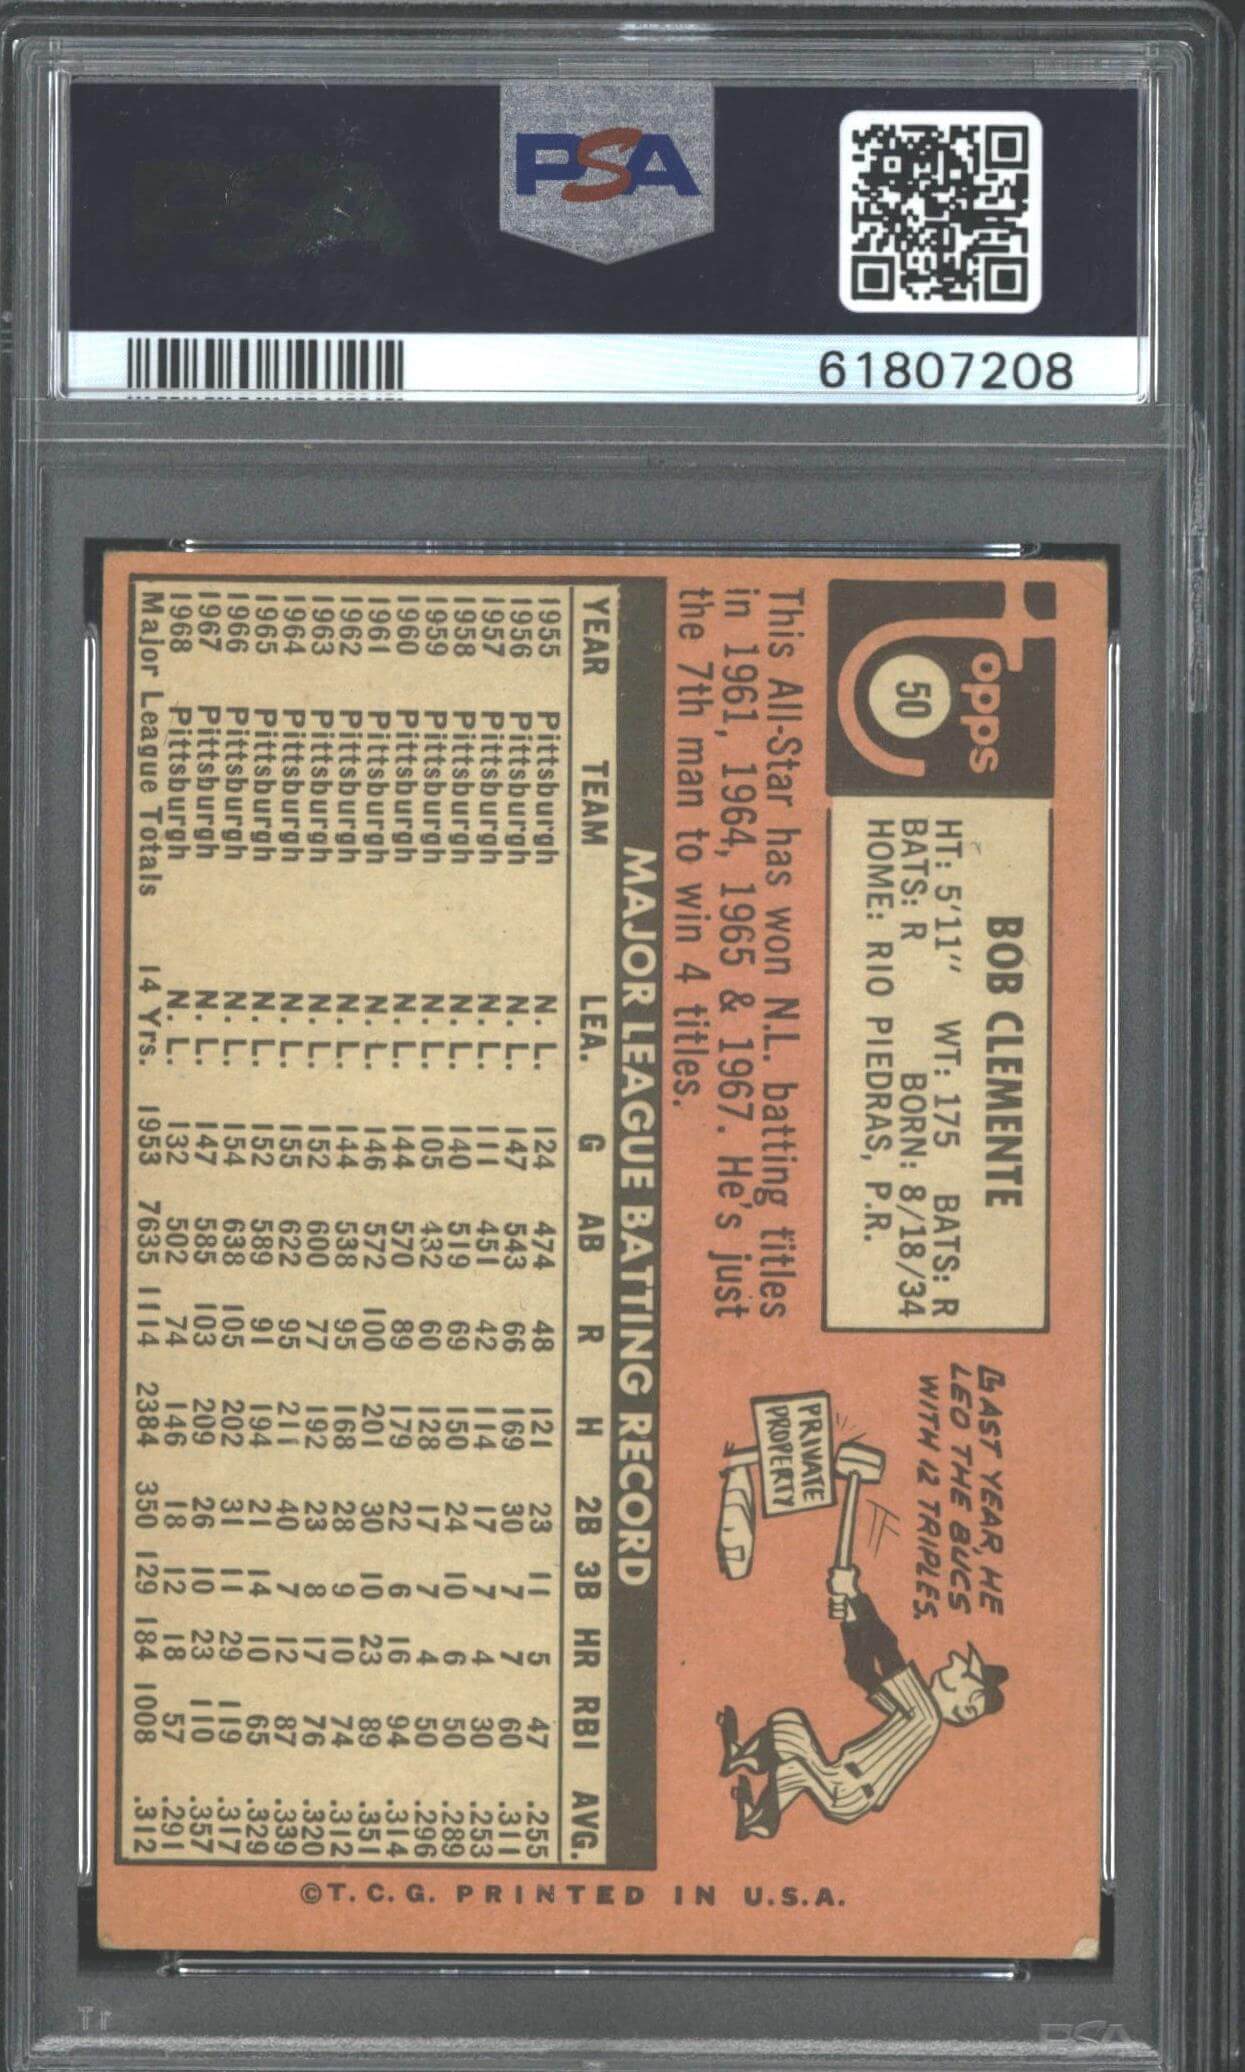 PSA
61807208
Topps
50
BOB CLEMENTE
HT: 5'11" WT: 175 BATS: R
BATS: R BORN: 8/18/34
HOME: RIO PIEDRAS, P.R.
LAST YEAR, HE
LED THE BUCS
WITH 12 TRIPLES.
PRIVATE
PROPERTY
This All-Star has won N.L. batting titles
in 1961, 1964, 1965 & 1967. He's just
the 7th man to win 4 titles.
MAJOR LEAGUE BATTING RECORD
YEAR TEAM LEA. G AB R H 2B 3B HR RBI AVG.
1955 Pittsburgh N. L. 124 474 48 121 23 11 5 47 .255
1956 Pittsburgh N. L. 147 543 66 169 30 7 7 60 .311
1957 Pittsburgh N. L. 111 451 42 114 17 7 4 30 .253
1958 Pittsburgh N. L. 140 519 69 150 24 10 6 50 .289
1959 Pittsburgh N. L. 105 432 60 128 17 7 4 50 .296
1960 Pittsburgh N. L. 144 570 89 179 22 6 16 94 .314
1961 Pittsburgh N. L. 146 572 100 201 30 10 23 89 .351
1962 Pittsburgh N. L. 144 538 95 168 28 9 10 74 .312
1963 Pittsburgh N. L. 152 600 77 192 23 8 17 76 .320
1964 Pittsburgh N. L. 155 622 95 211 40 7 12 87 .339
1965 Pittsburgh N. L. 152 589 91 194 21 14 10 65 .329
1966 Pittsburgh N. L. 154 638 105 202 31 11 29 119 .317
1967 Pittsburgh N. L. 147 585 103 209 26 10 23 110 .357
1968 Pittsburgh N. L. 132 502 74 146 18 12 18 57 .291
Major League Totals 14 Yrs. 1953 7635 1114 2384 350 129 184 1008 .312
©T. C. G. PRINTED IN U.S.A.
PSA